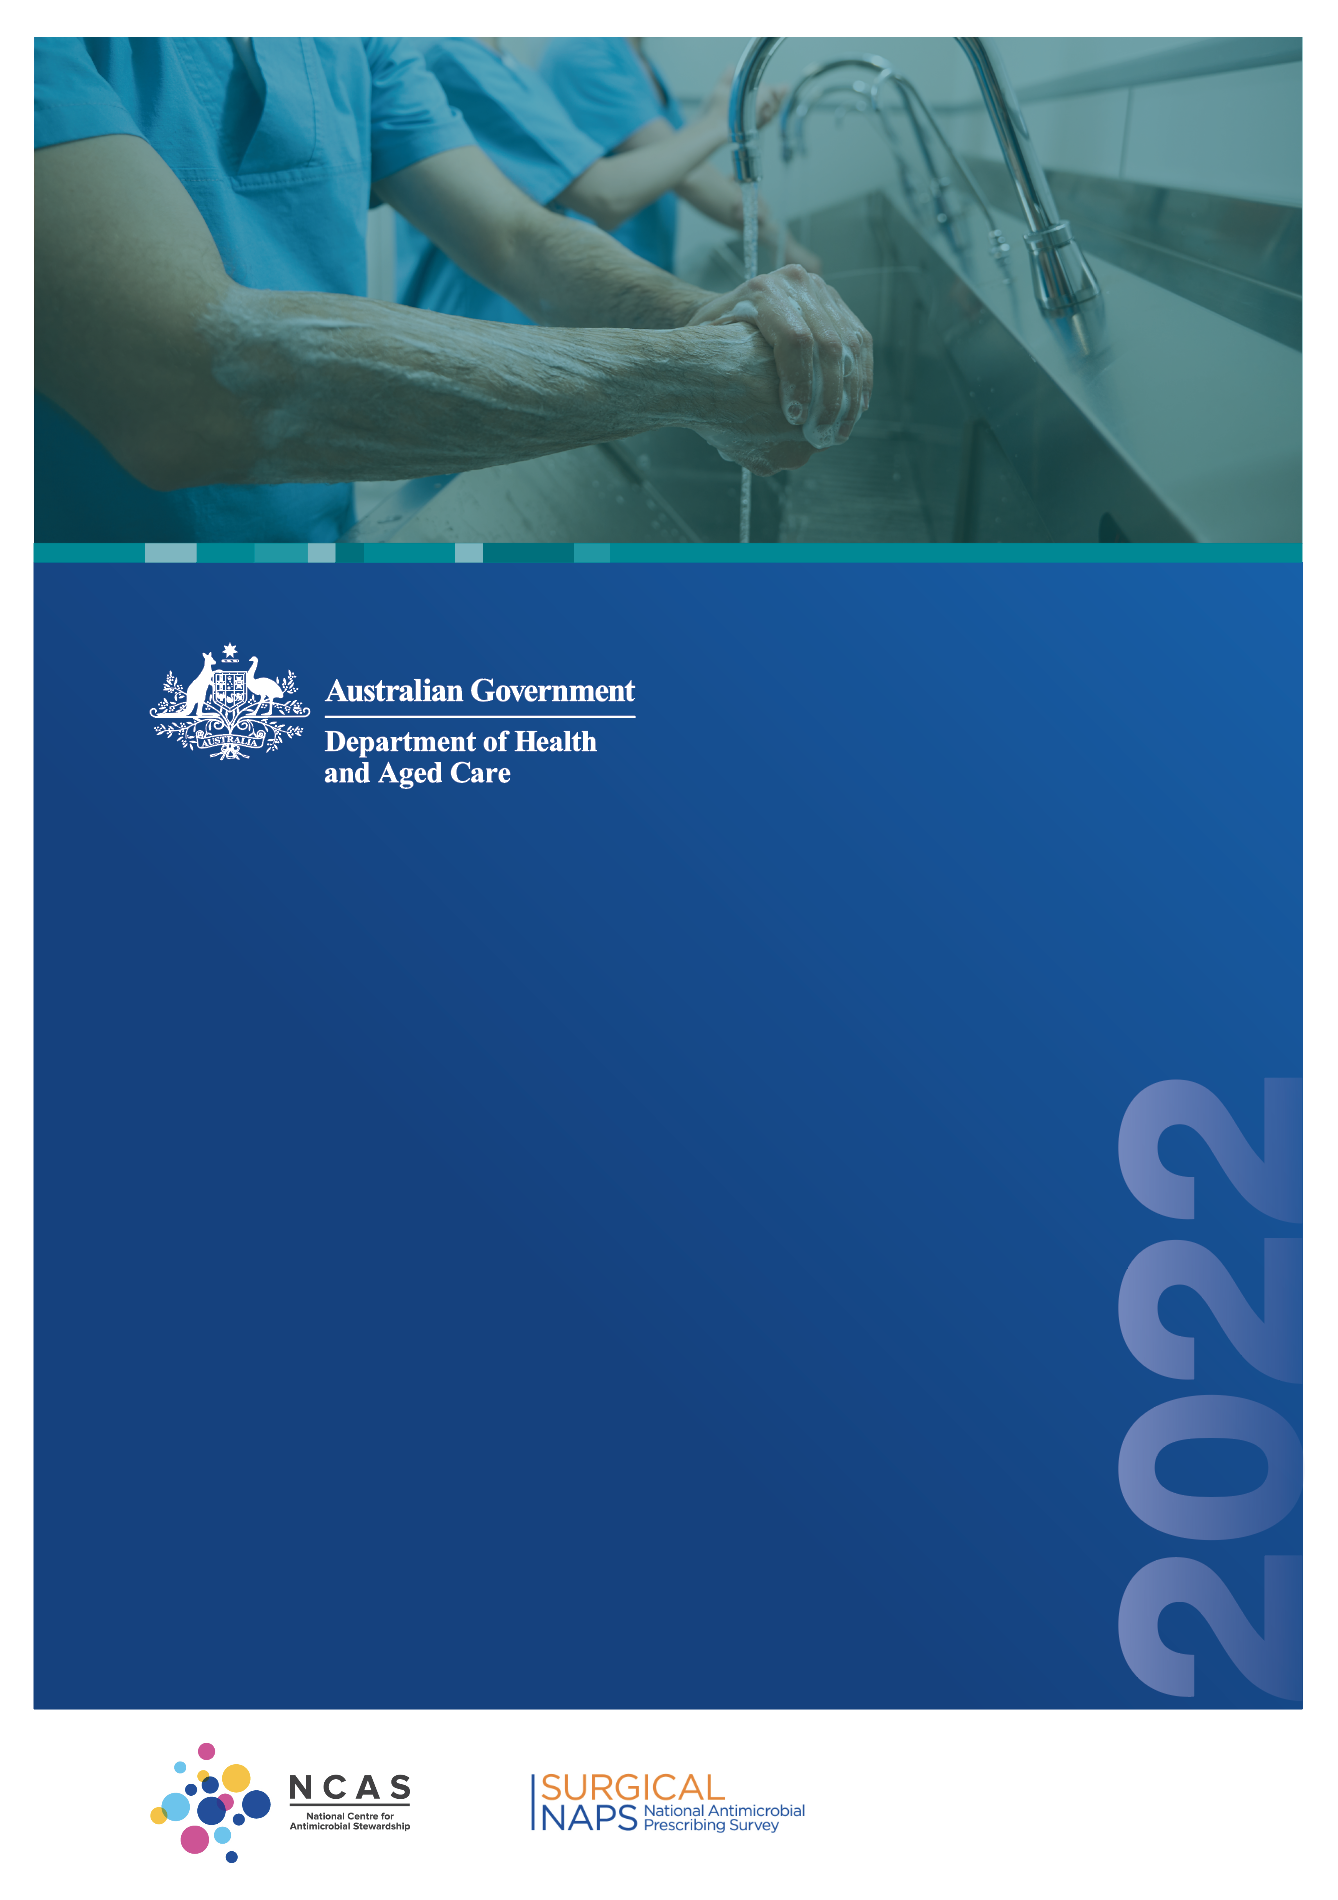 AUSTRALIA
Australian Government
Department of Health
and Aged Care
2022
NCAS
National Centre for
Antimicrobial Stewardship
SURGICAL
NAPS National Antimicrobial
Prescribing Survey